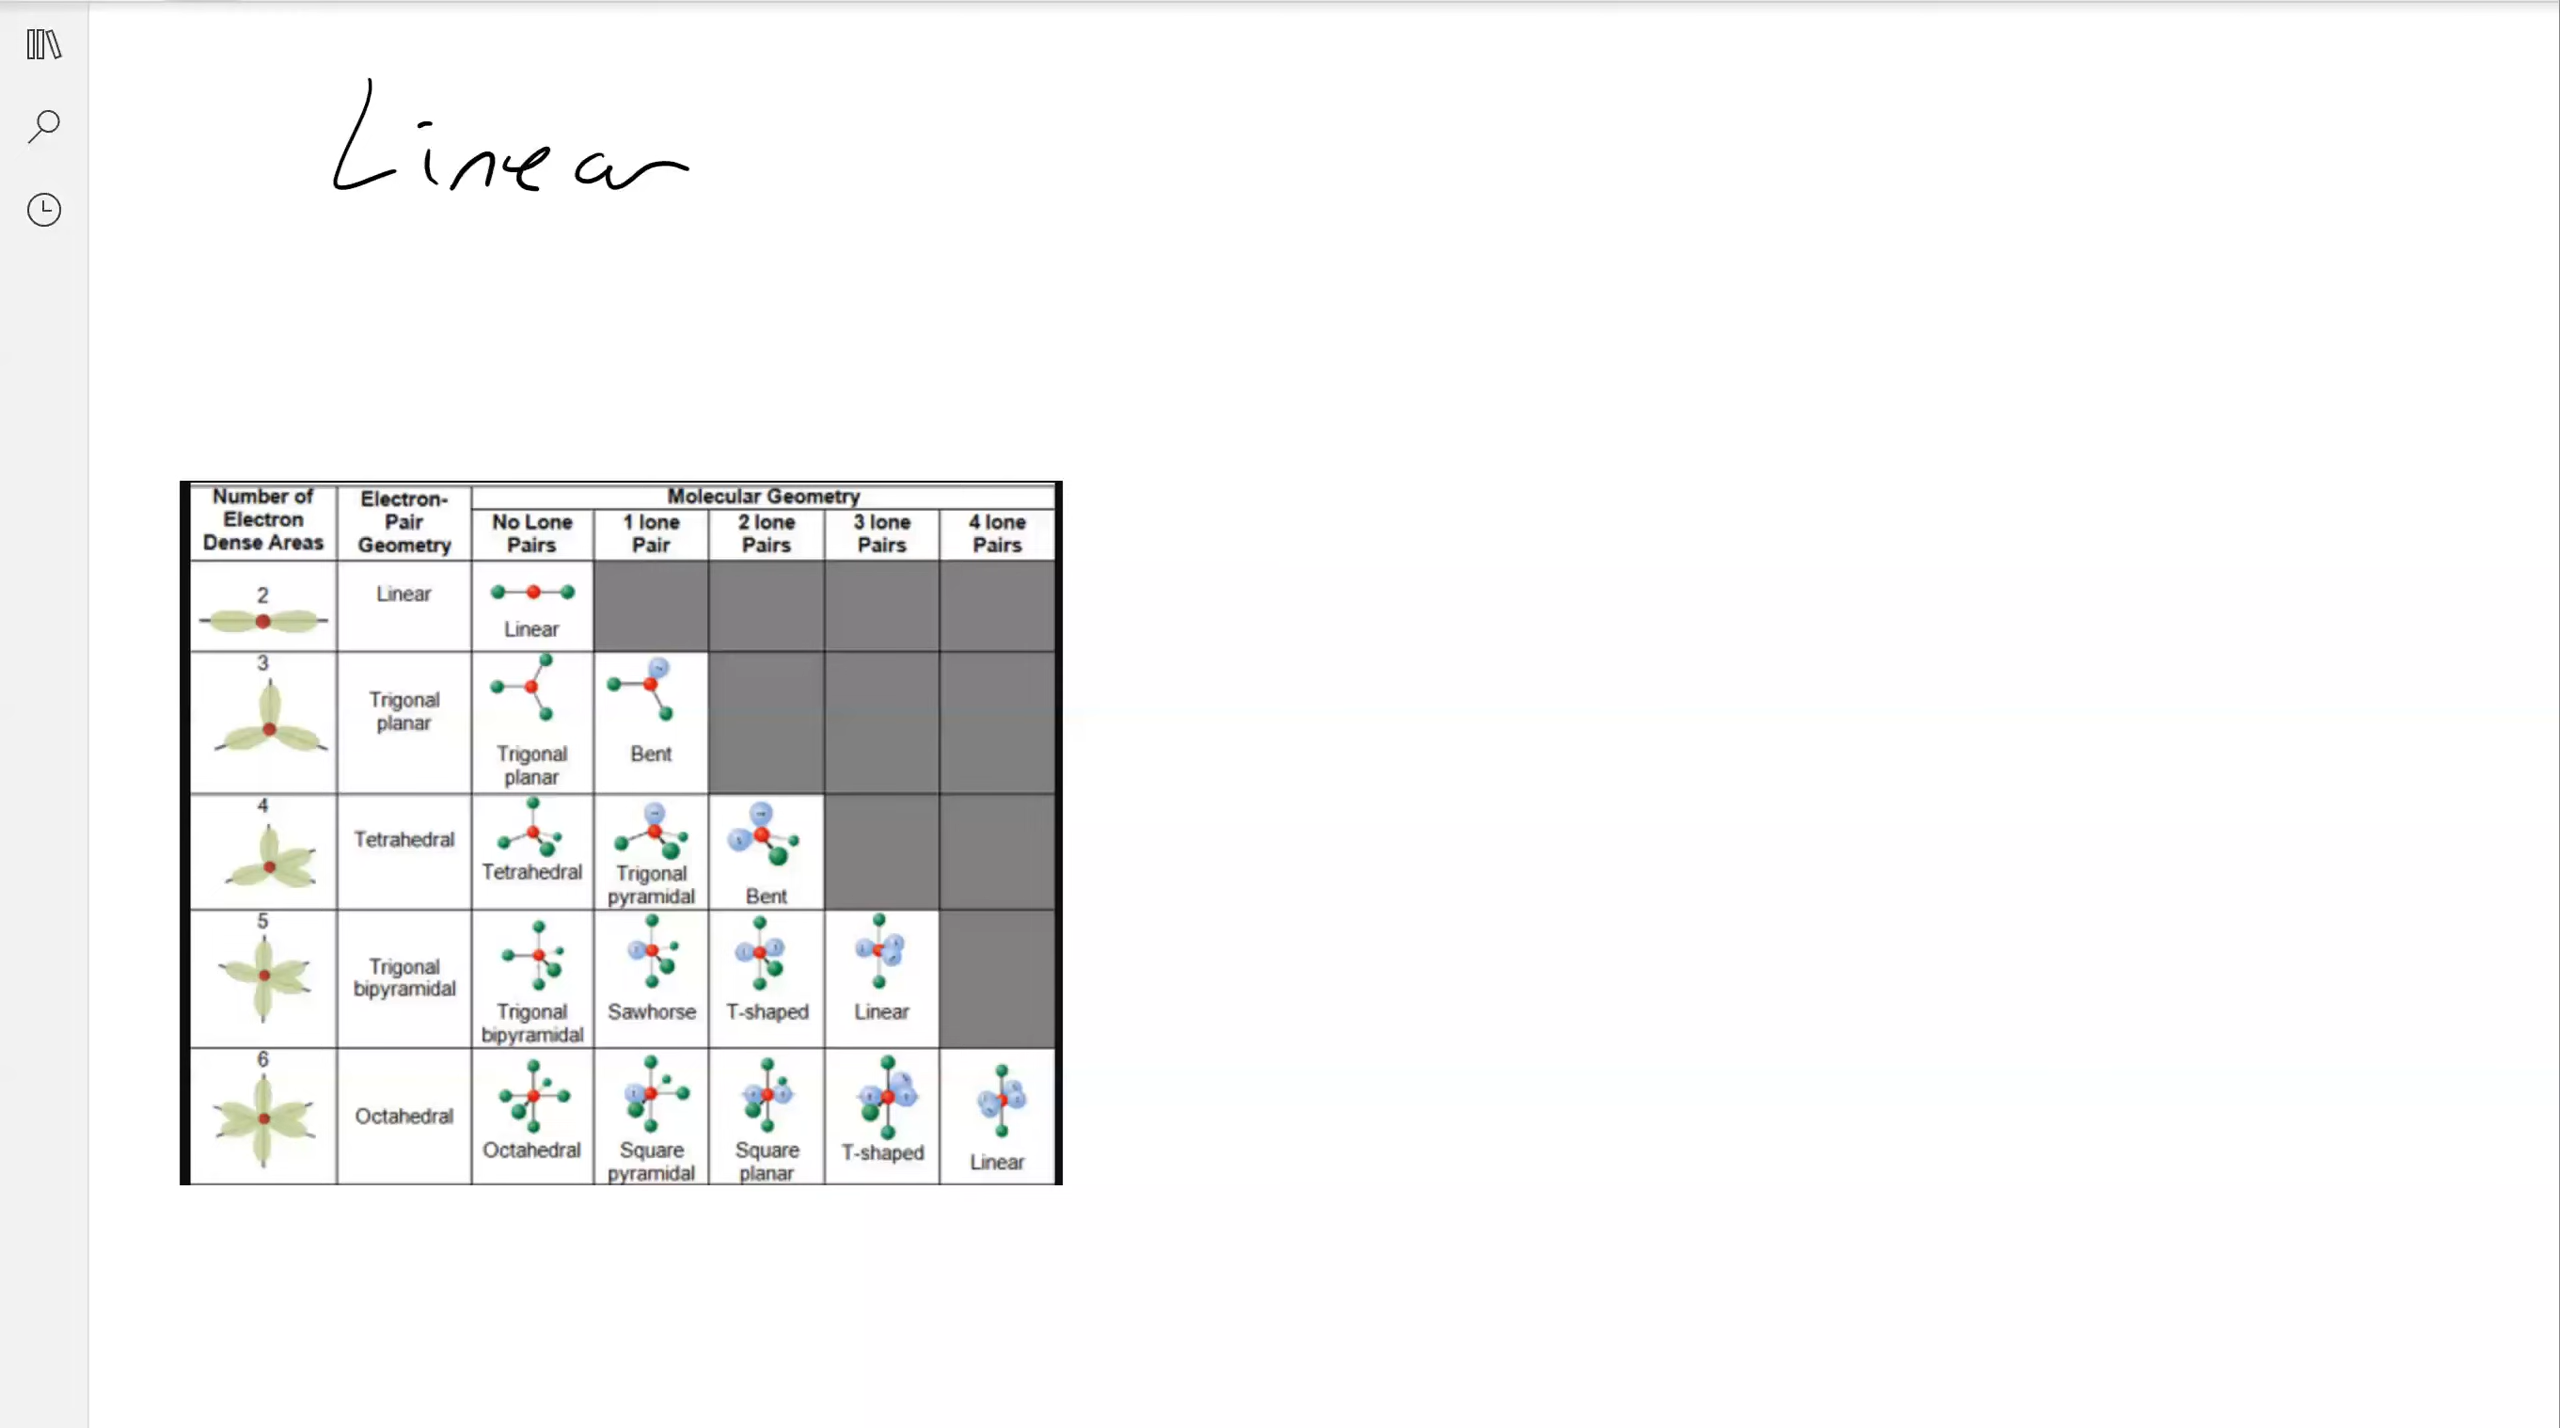 Linear
Number of Electron Dense Areas
Electron-Pair Geometry
Molecular Geometry
No Lone Pairs
1 lone Pair
2 lone Pairs
3 lone Pairs
4 lone Pairs
2
Linear
Linear
3
Trigonal planar
Trigonal planar
Bent
4
Tetrahedral
Tetrahedral
Trigonal pyramidal
Bent
5
Trigonal bipyramidal
Trigonal bipyramidal
Sawhorse
T-shaped
Linear
6
Octahedral
Octahedral
Square pyramidal
Square planar
T-shaped
Linear